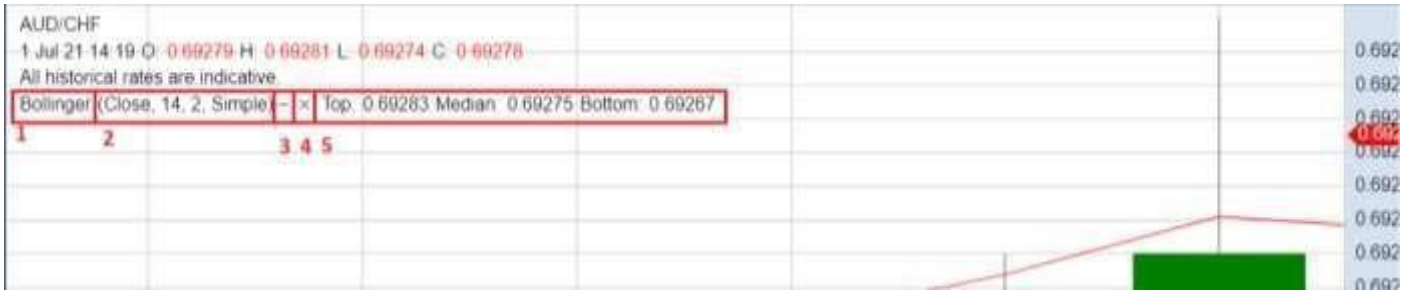 AUD/CHF
1 Jul 21 14 19 O: 0 69279 H: 0 69281 L: 0 69274 C: 0 69278
All historical rates are indicative.
Bollinger (Close, 14, 2, Simple) − × Top: 0 69283 Median: 0 69275 Bottom: 0 69267
1 2 3 4 5
0.692
0.692
0.692
0.692
0.692
0.692
0.692
0.692